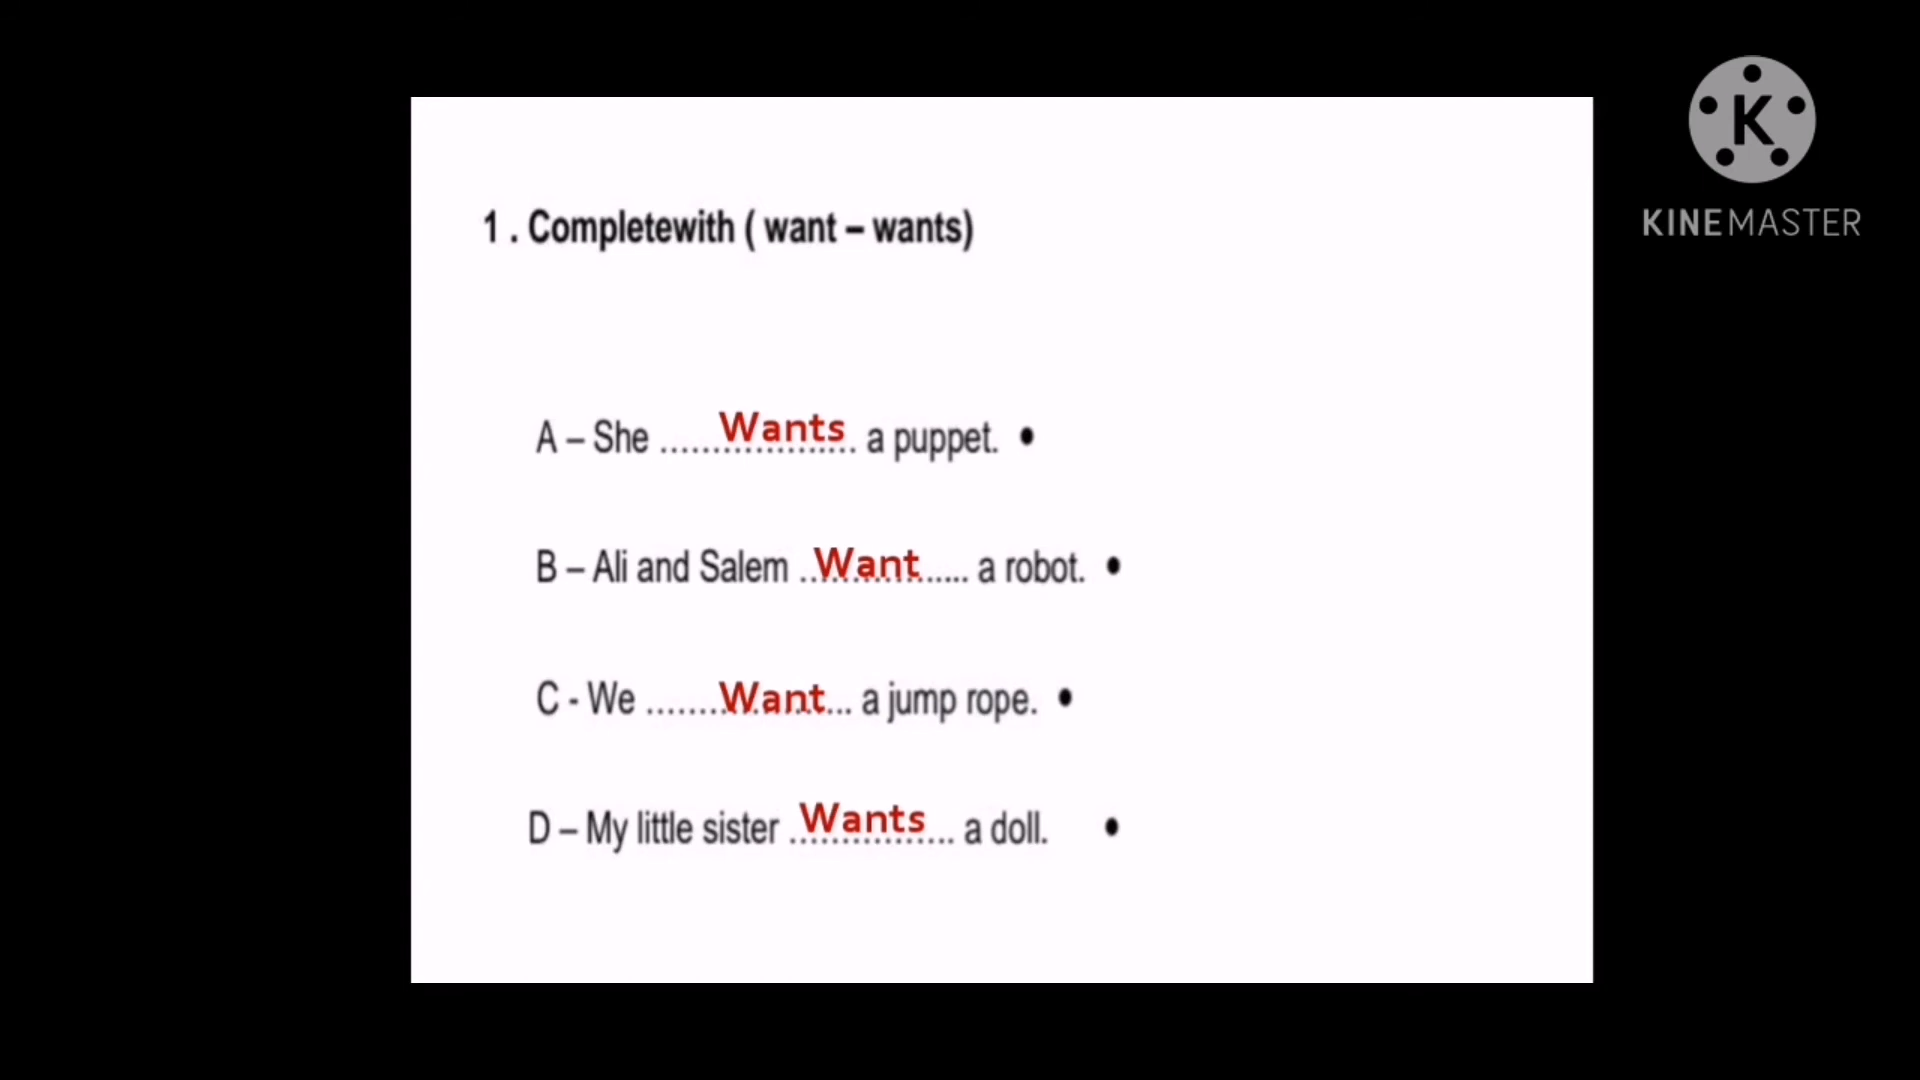 K
KINEMASTER
1 . Completewith ( want – wants)
A – She ...... Wants ...... a puppet. •
B – Ali and Salem .. Want ..... a robot. •
C - We ....... Want ... a jump rope. •
D – My little sister .. Wants ... a doll. •